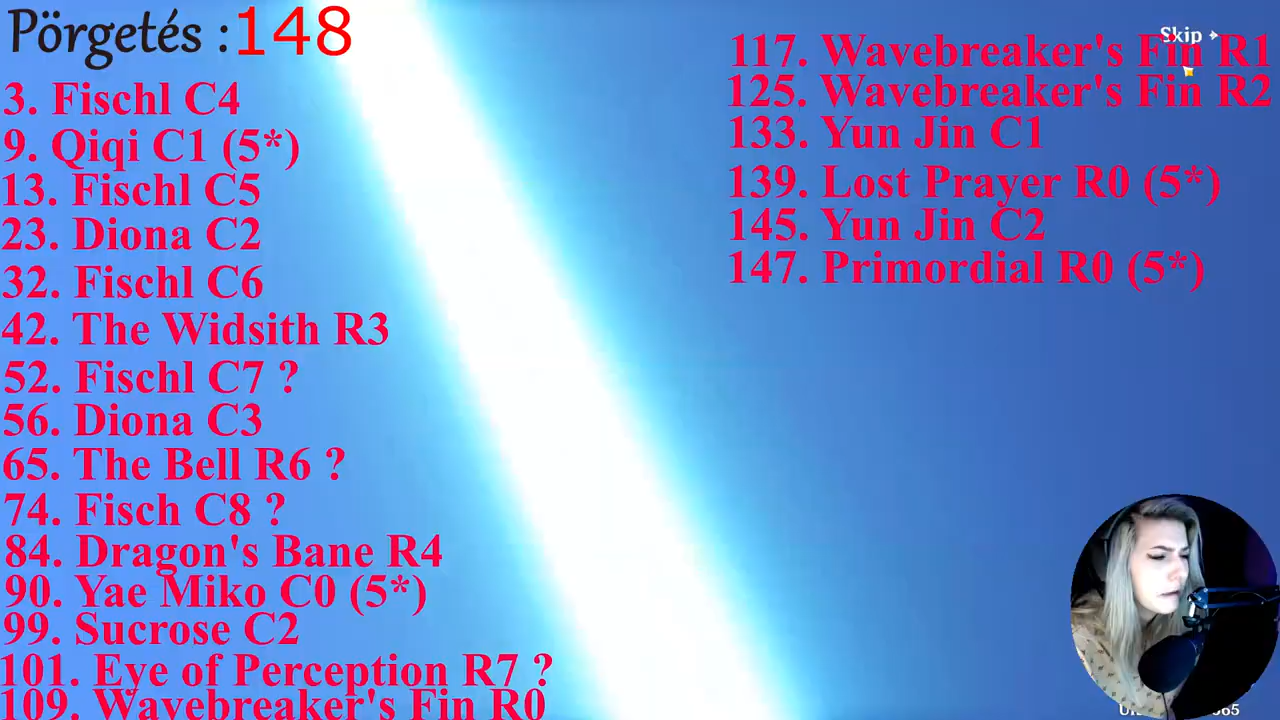 Pörgetés :148
3. Fischl C4
9. Qiqi C1 (5*)
13. Fischl C5
23. Diona C2
32. Fischl C6
42. The Widsith R3
52. Fischl C7 ?
56. Diona C3
65. The Bell R6 ?
74. Fisch C8 ?
84. Dragon's Bane R4
90. Yae Miko C0 (5*)
99. Sucrose C2
101. Eye of Perception R7 ?
109. Wavebreaker's Fin R0
Skip
117. Wavebreaker's Fin R1
125. Wavebreaker's Fin R2
133. Yun Jin C1
139. Lost Prayer R0 (5*)
145. Yun Jin C2
147. Primordial R0 (5*)